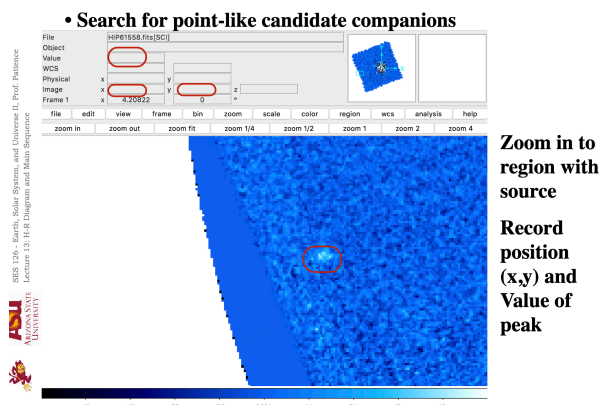 • Search for point-like candidate companions
File HIP61558.fits[SCI]
Object
Value
WCS
Physical x y
Image x y z
Frame 1 x 4.20822 0 °
file edit view frame bin zoom scale color region wcs analysis help
zoom in zoom out zoom fit zoom 1/4 zoom 1/2 zoom 1 zoom 2 zoom 4
Zoom in to
region with
source
Record
position
(x,y) and
Value of
peak
SES 126 - Earth, Solar System, and Universe II, Prof. Patience
Lecture 13: H-R Diagram and Main Sequence
ASU
ARIZONA STATE
UNIVERSITY